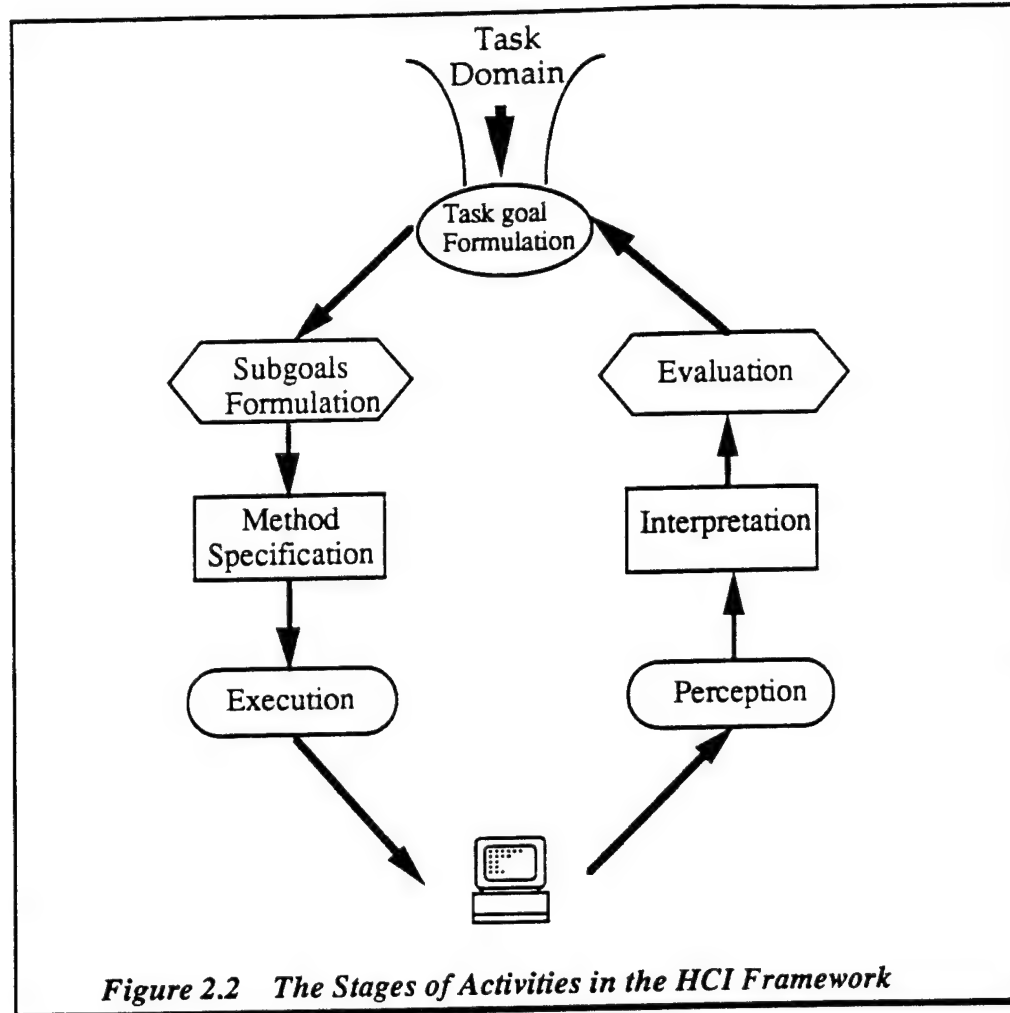 Task
Domain
Task goal
Formulation
Subgoals
Formulation
Evaluation
Method
Specification
Interpretation
Execution
Perception
Figure 2.2 The Stages of Activities in the HCI Framework